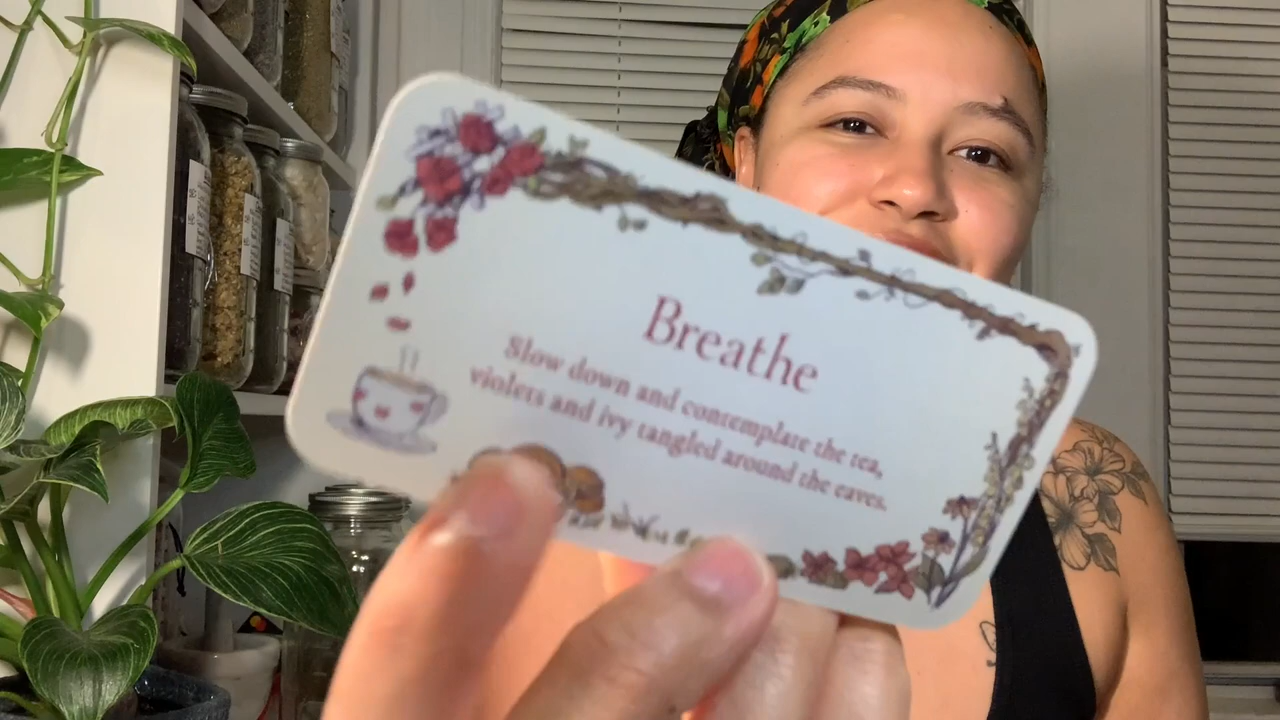 Breathe
Slow down and contemplate the tea,
violets and ivy tangled around the eaves.